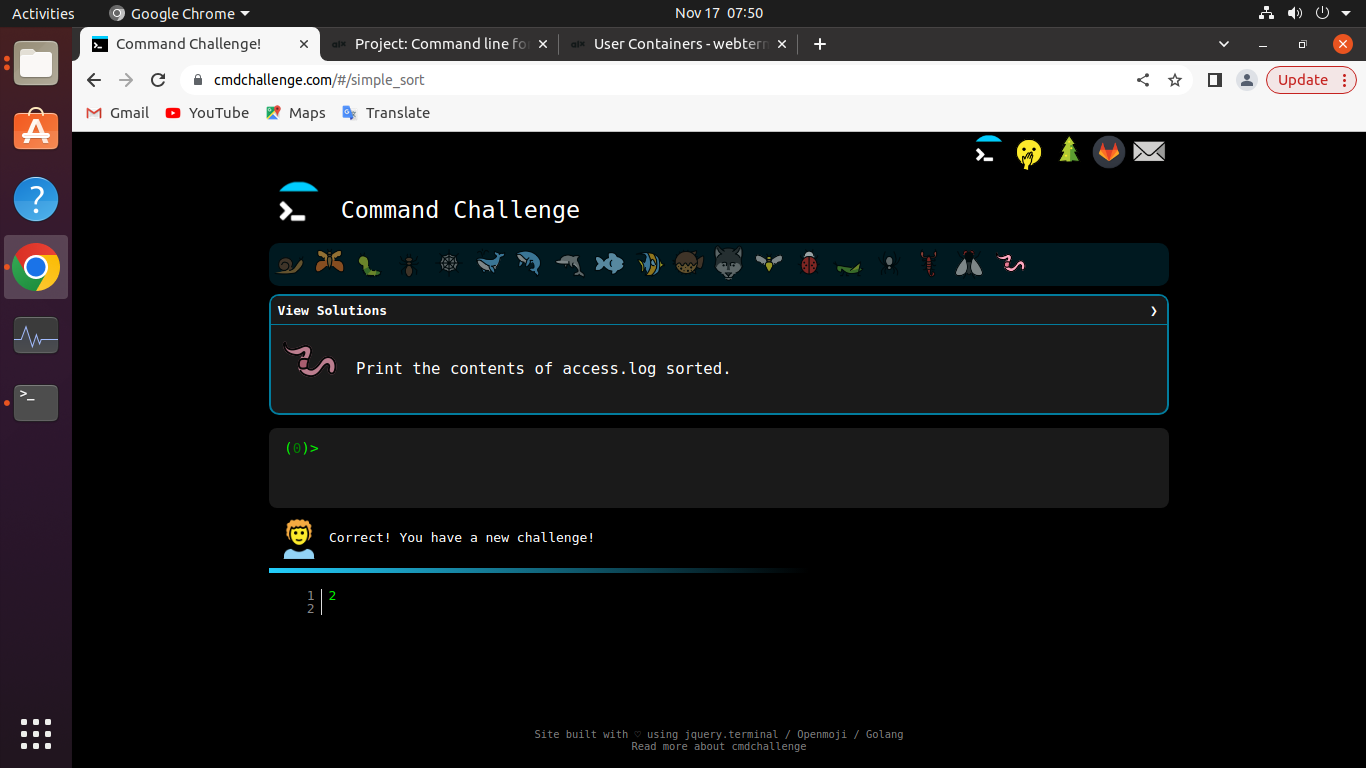 Activities
Google Chrome
Nov 17 07:50
Command Challenge!
Project: Command line fo
User Containers - webtern
cmdchallenge.com/#/simple_sort
Update
Gmail
YouTube
Maps
Translate
Command Challenge
View Solutions
Print the contents of access.log sorted.
(0)>
Correct! You have a new challenge!
1 2
2
Site built with ♡ using jquery.terminal / Openmoji / Golang
Read more about cmdchallenge